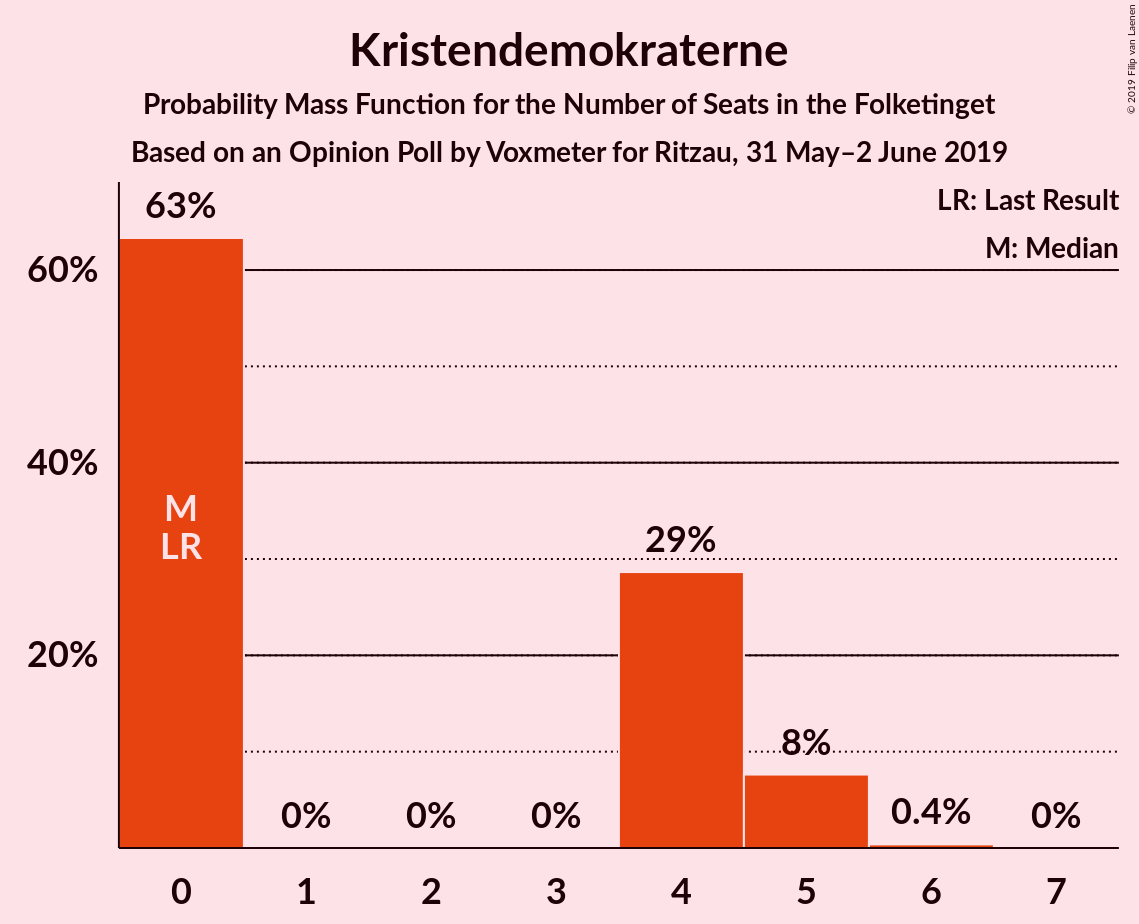 Kristendemokraterne
Probability Mass Function for the Number of Seats in the Folketinget
Based on an Opinion Poll by Voxmeter for Ritzau, 31 May–2 June 2019
© 2019 Filip van Laenen
LR: Last Result
M: Median
63%
60%
40%
20%
M
LR
0%
0%
0%
29%
8%
0.4%
0%
0
1
2
3
4
5
6
7